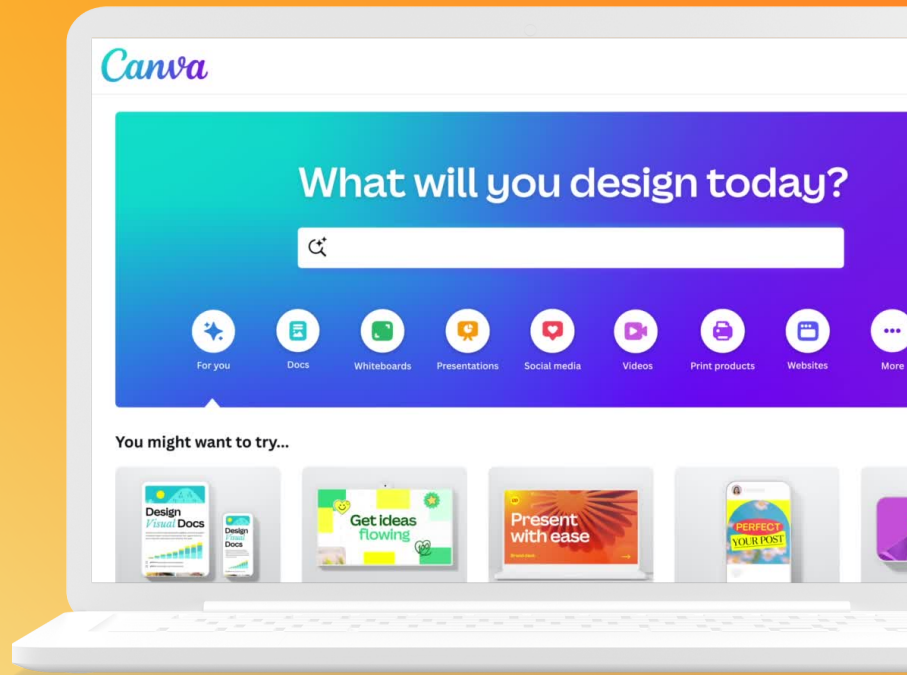 Canva
What will you design today?
For you
Docs
Whiteboards
Presentations
Social media
Videos
Print products
Websites
More
You might want to try...
Design
Visual Docs
Design
Visual
Docs
Get ideas
flowing
Present
with ease
PERFECT
YOUR POST